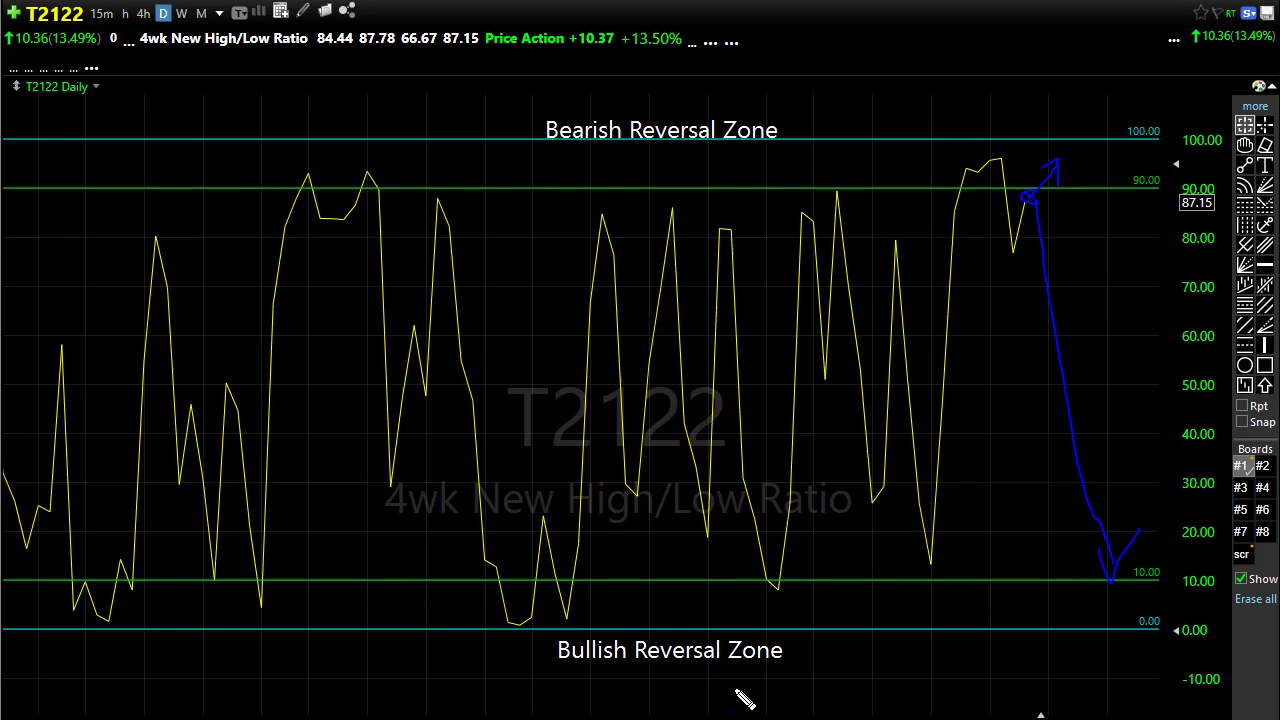 T2122 15m h 4h D W M T RT S
10.36(13.49%) 0 ... 4wk New High/Low Ratio 84.44 87.78 66.67 87.15 Price Action +10.37 +13.50% ... ... ... ... 10.36(13.49%)
... ... ... ... ... ...
T2122 Daily
more
Bearish Reversal Zone
100.00 100.00
90.00 90.00
87.15
80.00
70.00
60.00
50.00
40.00
30.00
20.00
10.00 10.00
0.00 0.00
-10.00
T2122
4wk New High/Low Ratio
Bullish Reversal Zone
T
Rpt
Snap
Boards
#1 #2
#3 #4
#5 #6
#7 #8
scr
Show
Erase all